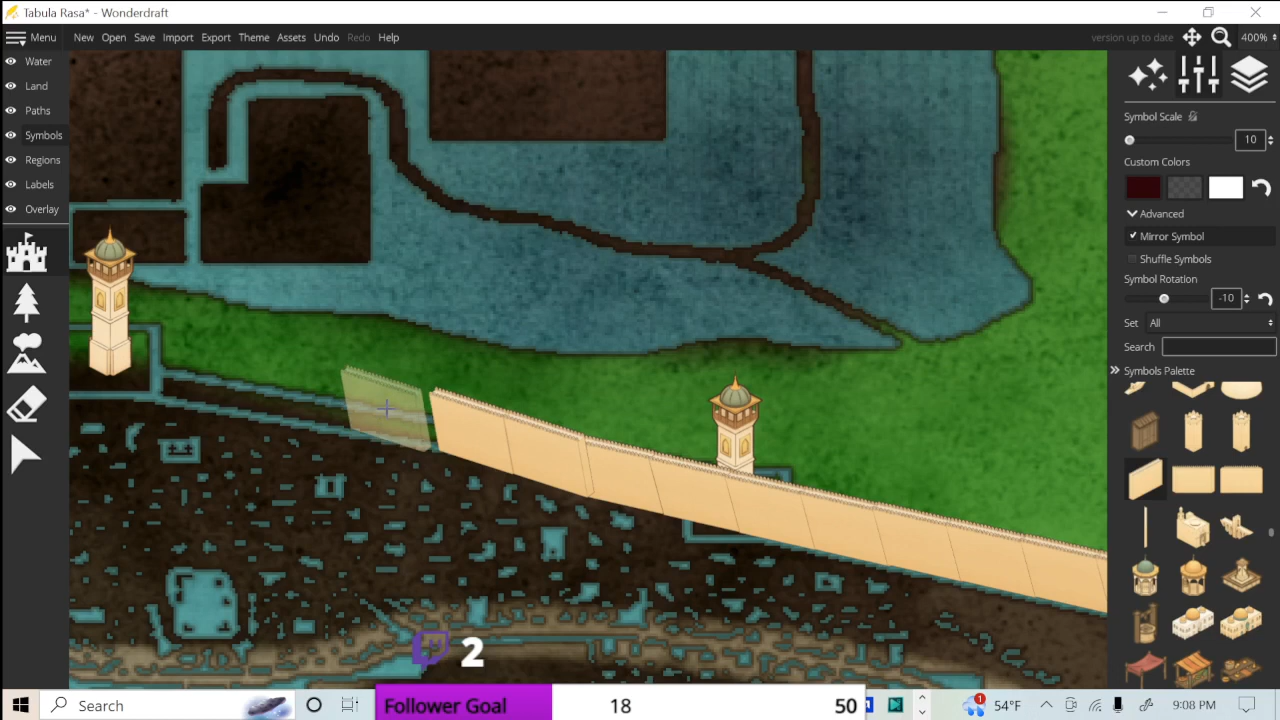 Tabula Rasa* - Wonderdraft
Menu New Open Save Import Export Theme Assets Undo Redo Help version up to date 400%
Water
Land
Paths
Symbols
Regions
Labels
Overlay
Symbol Scale
10
Custom Colors
Advanced
Mirror Symbol
Shuffle Symbols
Symbol Rotation
-10
Set All
Search
Symbols Palette
2
Search Follower Goal 18 50 1 54°F 9:08 PM